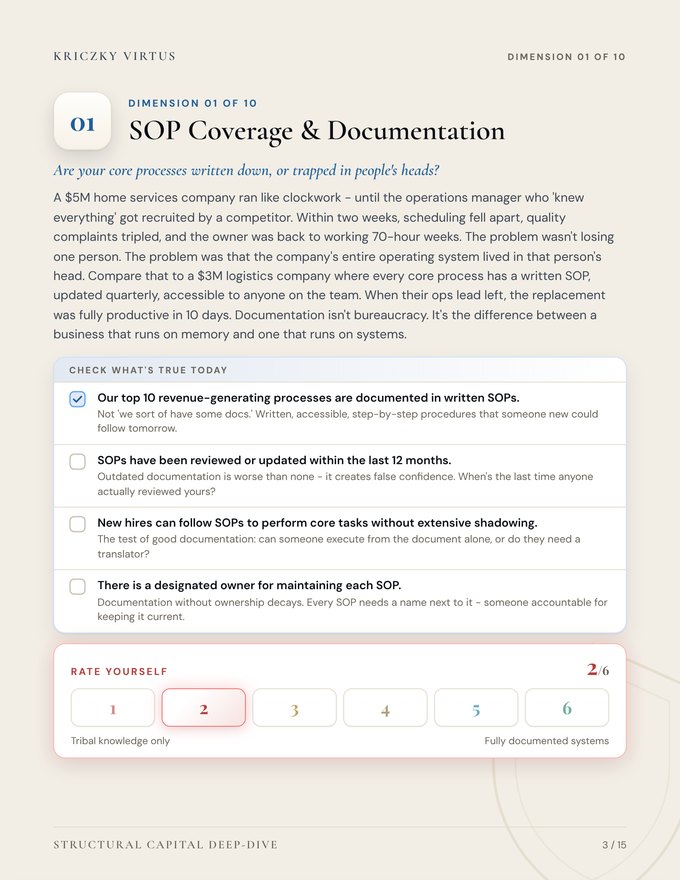 KRICZKY VIRTUS
DIMENSION 01 OF 10
01
DIMENSION 01 OF 10
SOP Coverage & Documentation
Are your core processes written down, or trapped in people's heads?
A $5M home services company ran like clockwork - until the operations manager who 'knew
everything' got recruited by a competitor. Within two weeks, scheduling fell apart, quality
complaints tripled, and the owner was back to working 70-hour weeks. The problem wasn't losing
one person. The problem was that the company's entire operating system lived in that person's
head. Compare that to a $3M logistics company where every core process has a written SOP,
updated quarterly, accessible to anyone on the team. When their ops lead left, the replacement
was fully productive in 10 days. Documentation isn't bureaucracy. It's the difference between a
business that runs on memory and one that runs on systems.
CHECK WHAT'S TRUE TODAY
Our top 10 revenue-generating processes are documented in written SOPs.
Not 'we sort of have some docs.' Written, accessible, step-by-step procedures that someone new could
follow tomorrow.
SOPs have been reviewed or updated within the last 12 months.
Outdated documentation is worse than none - it creates false confidence. When's the last time anyone
actually reviewed yours?
New hires can follow SOPs to perform core tasks without extensive shadowing.
The test of good documentation: can someone execute from the document alone, or do they need a
translator?
There is a designated owner for maintaining each SOP.
Documentation without ownership decays. Every SOP needs a name next to it - someone accountable for
keeping it current.
RATE YOURSELF
2/6
1 2 3 4 5 6
Tribal knowledge only
Fully documented systems
STRUCTURAL CAPITAL DEEP-DIVE
3 / 15